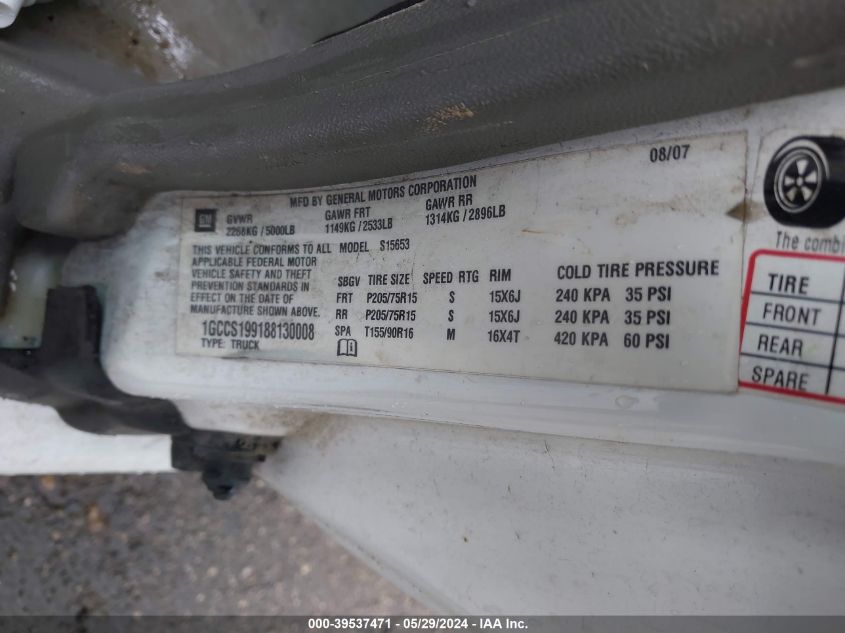 08/07
MFD BY GENERAL MOTORS CORPORATION
GM
GVWR GAWR FRT GAWR RR
2268KG / 5000LB 1149KG / 2533LB 1314KG / 2896LB
THIS VEHICLE CONFORMS TO ALL MODEL S15653
APPLICABLE FEDERAL MOTOR
VEHICLE SAFETY AND THEFT
PREVENTION STANDARDS IN
EFFECT ON THE DATE OF
MANUFACTURE SHOWN ABOVE.
1GCCS199188130008
TYPE: TRUCK
SBGV TIRE SIZE SPEED RTG RIM COLD TIRE PRESSURE
FRT P205/75R15 S 15X6J 240 KPA 35 PSI
RR P205/75R15 S 15X6J 240 KPA 35 PSI
SPA T155/90R16 M 16X4T 420 KPA 60 PSI
The combi
TIRE
FRONT
REAR
SPARE
000-39537471 - 05/29/2024 - IAA Inc.